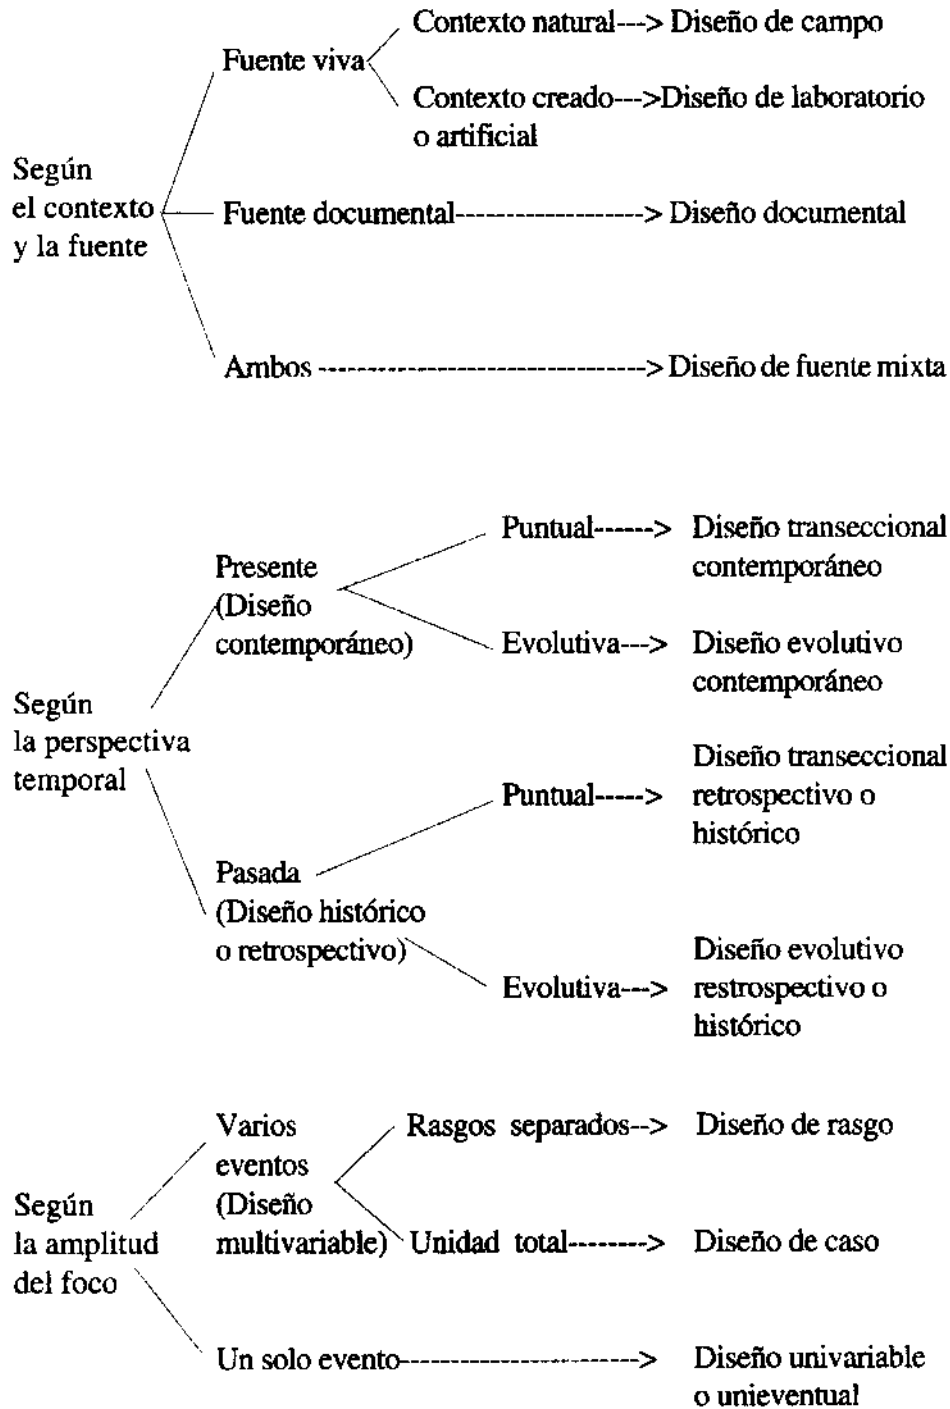 Contexto natural---> Diseño de campo
Fuente viva
Contexto creado--->Diseño de laboratorio
o artificial
Según
el contexto
y la fuente
Fuente documental-------------------> Diseño documental
Ambos ---------------------------------> Diseño de fuente mixta
Puntual------> Diseño transeccional
contemporáneo
Presente
(Diseño
contemporáneo)
Evolutiva---> Diseño evolutivo
contemporáneo
Según
la perspectiva
temporal
Diseño transeccional
Puntual-----> retrospectivo o
histórico
Pasada
(Diseño histórico
o retrospectivo)
Diseño evolutivo
Evolutiva---> restrospectivo o
histórico
Varios
eventos
(Diseño
multivariable)
Rasgos separados--> Diseño de rasgo
Según
la amplitud
del foco
Unidad total--------> Diseño de caso
Un solo evento------------------------> Diseño univariable
o unieventual